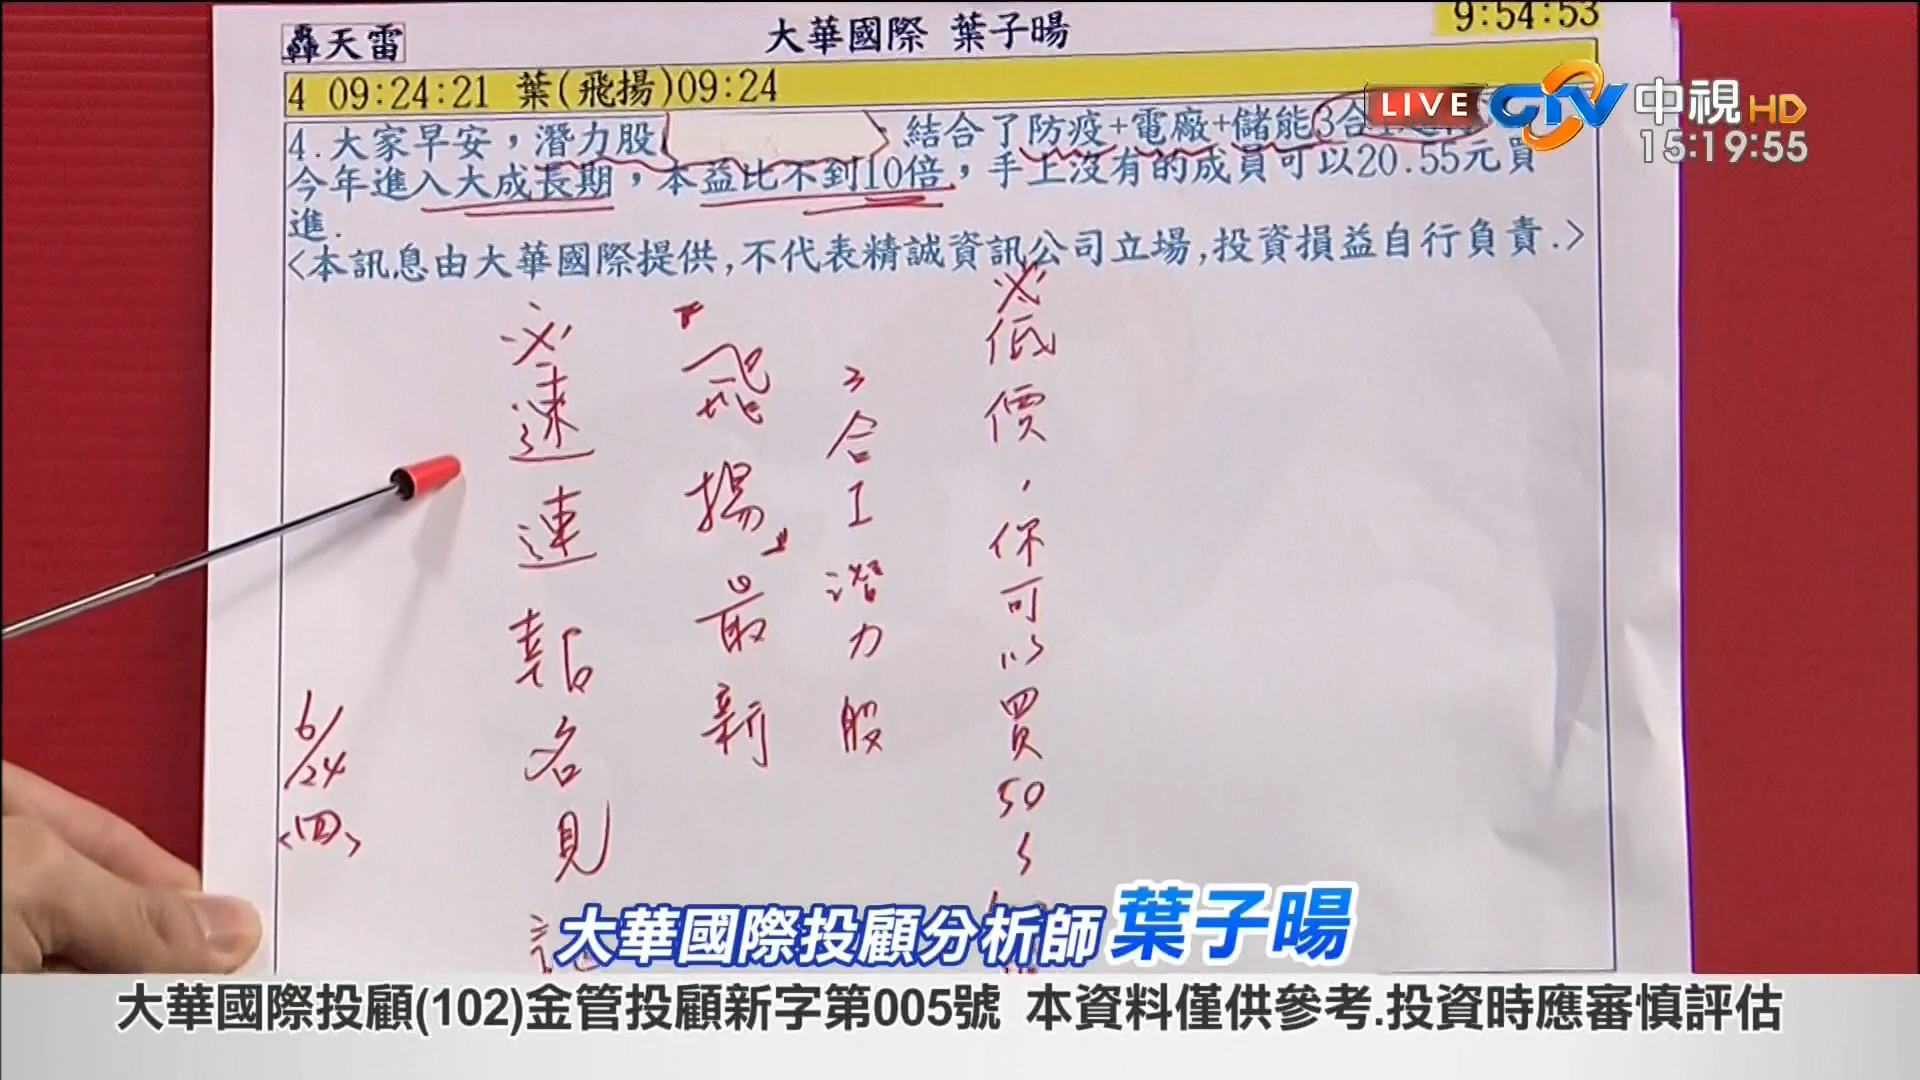 轟天雷
大華國際 葉子暘
9:54:53
4 09:24:21 葉(飛揚)09:24
4.大家早安，潛力股
結合了防疫+電廠+儲能3合1
今年進入大成長期，本益比不到10倍，手上沒有的成員可以20.55元買
進.
<本訊息由大華國際提供,不代表精誠資訊公司立場,投資損益自行負責.>
LIVE
CTV 中視HD
15:19:55
※低價，你可以買50
3合1潛力股
「飛揚」最新
※速速報名見
6/24
<四>
大華國際投顧分析師 葉子暘
大華國際投顧(102)金管投顧新字第005號 本資料僅供參考.投資時應審慎評估